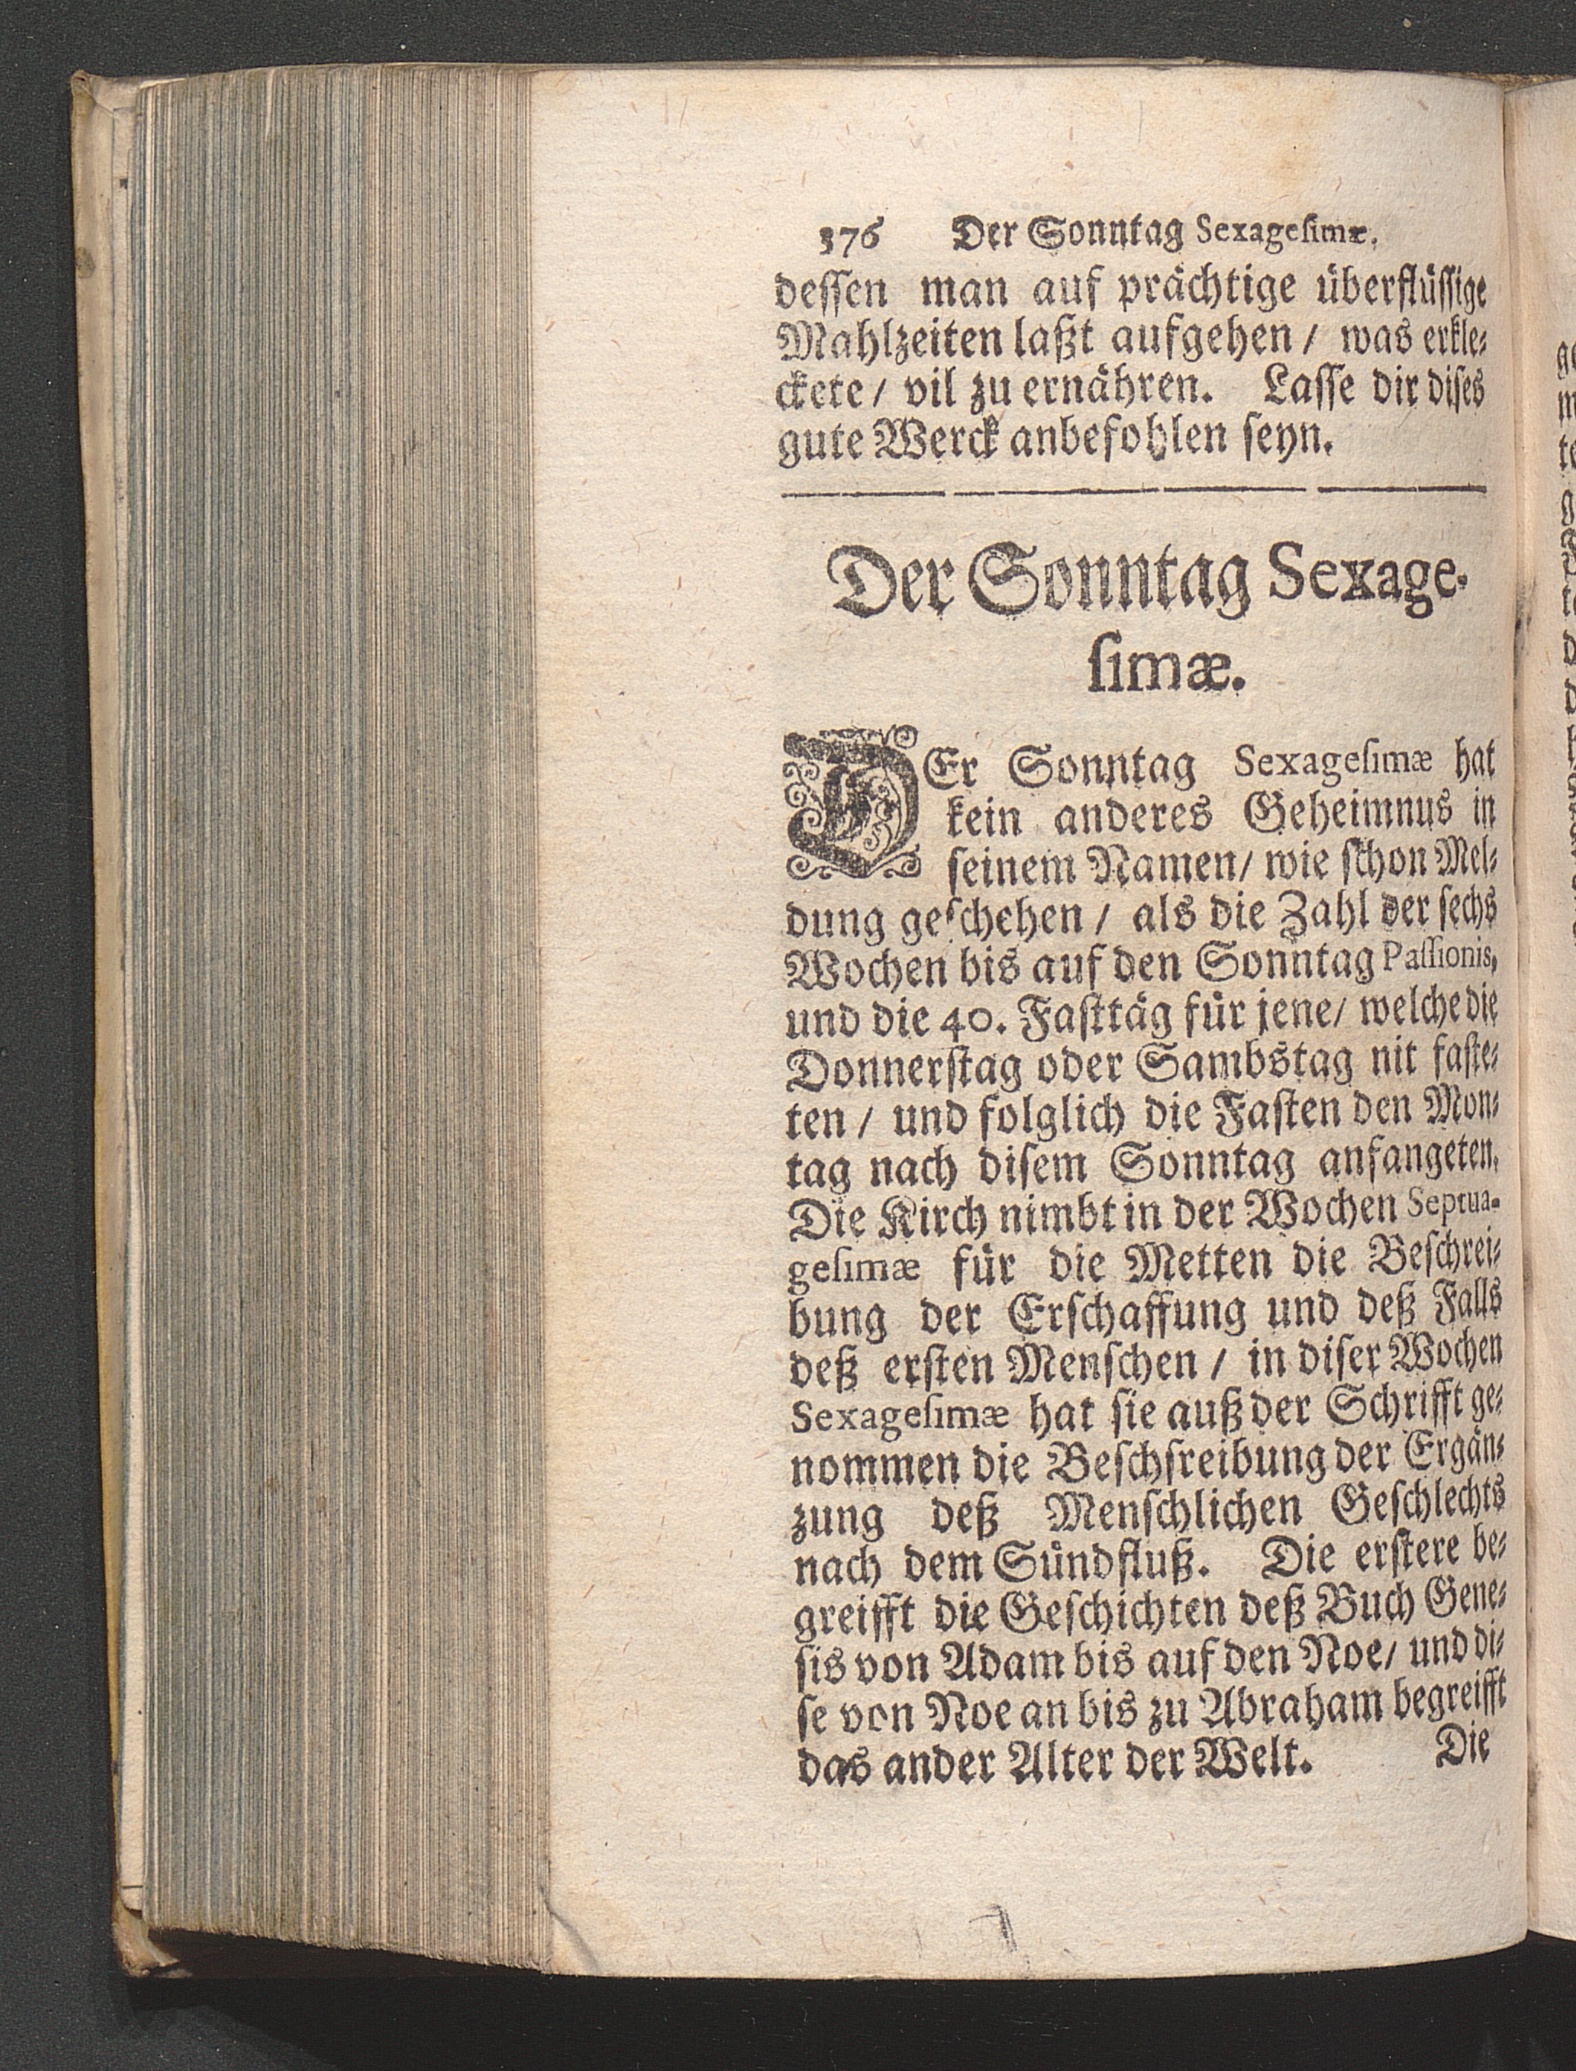 376 Der Sonntag Sexagesimæ.
dessen man auf prächtige überflüssige
Mahlzeiten laßt aufgehen / was erkle-
ckete / vil zu ernähren. Lasse dir dises
gute Werck anbefohlen seyn.
Der Sonntag Sexage-
simæ.
DEr Sonntag Sexagesimæ hat
kein anderes Geheimnus in
seinem Namen / wie schon Mel-
dung geschehen / als die Zahl der sechs
Wochen bis auf den Sonntag Passionis,
und die 40. Fasttäg für jene / welche die
Donnerstag oder Sambstag nit faste-
ten / und folglich die Fasten den Mon-
tag nach disem Sonntag anfangeten.
Die Kirch nimbt in der Wochen Septua-
gesimæ für die Metten die Beschrei-
bung der Erschaffung und deß Falls
deß ersten Menschen / in diser Wochen
Sexagesimæ hat sie auß der Schrifft ge-
nommen die Beschsreibung der Ergän-
zung deß Menschlichen Geschlechts
nach dem Sündfluß. Die erstere be-
greifft die Geschichten deß Buch Gene-
sis von Adam bis auf den Noe / und di-
se von Noe an bis zu Abraham begreifft
das ander Alter der Welt.
Die